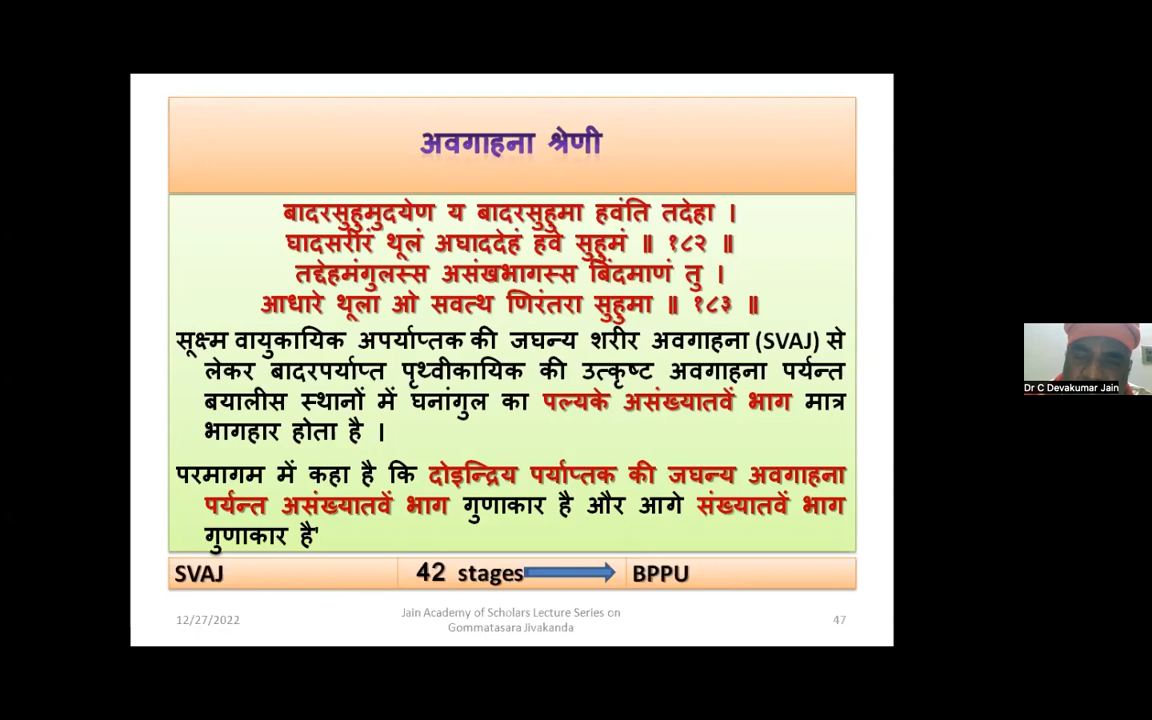 अवगाहना श्रेणी
बादरसुहुमुदयेण य बादरसुहुमा हवंति तदेहा ।
घादसरीरं थूलं अघाददेहं हवे सुहुमं ॥ १८२ ॥
तद्देहमंगुलस्स असंखभागस्स बिंदमाणं तु ।
आधारे थूला ओ सवत्थ णिरंतरा सुहुमा ॥ १८३ ॥
सूक्ष्म वायुकायिक अपर्याप्तक की जघन्य शरीर अवगाहना (SVAJ) से
लेकर बादरपर्याप्त पृथ्वीकायिक की उत्कृष्ट अवगाहना पर्यन्त
बयालीस स्थानों में घनांगुल का पल्यके असंख्यातवें भाग मात्र
भागहार होता है ।
परमागम में कहा है कि दोइन्द्रिय पर्याप्तक की जघन्य अवगाहना
पर्यन्त असंख्यातवें भाग गुणाकार है और आगे संख्यातवें भाग
गुणाकार है'
SVAJ 42 stages BPPU
12/27/2022 Jain Academy of Scholars Lecture Series on 47
Gommatasara Jivakanda
Dr C Devakumar Jain